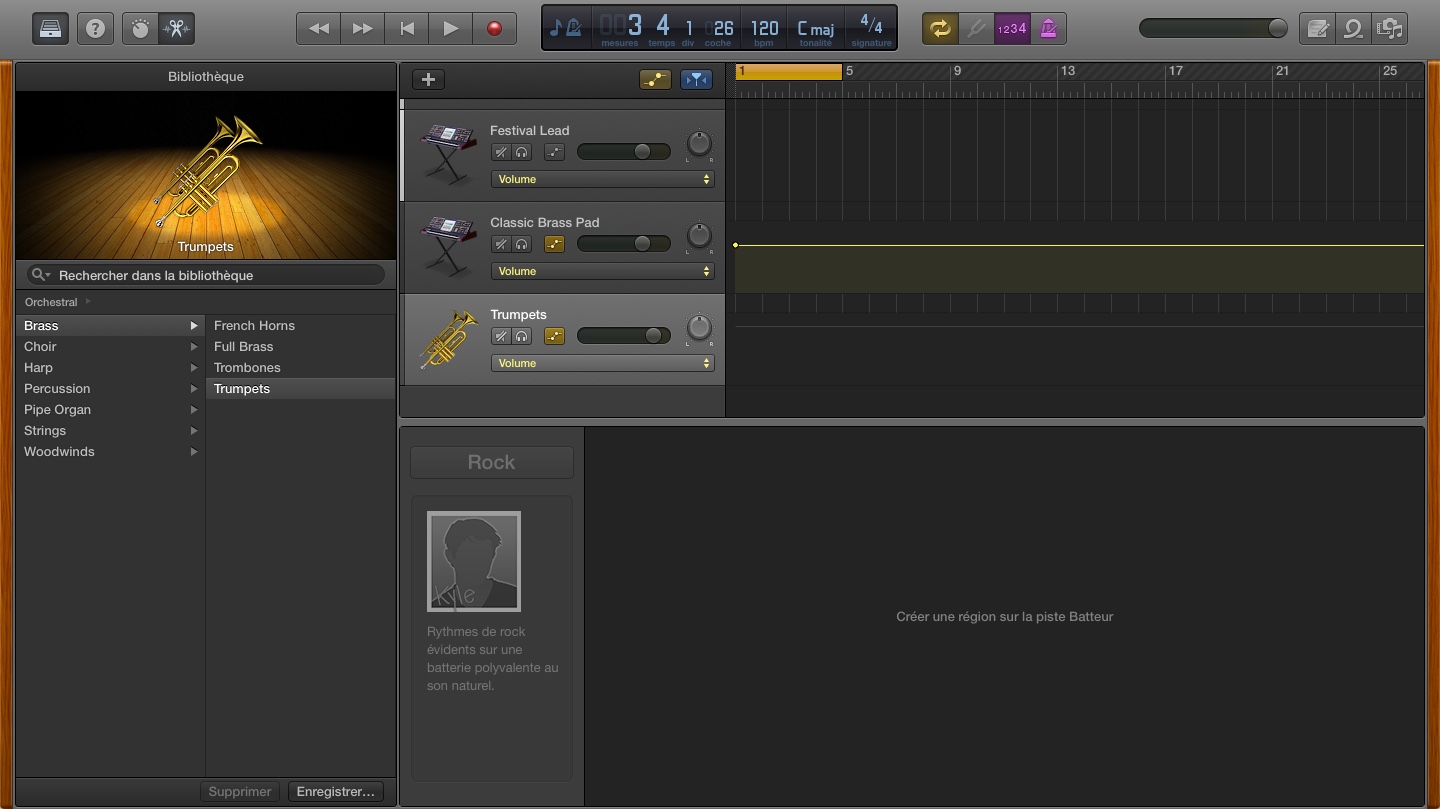 3 4 1 26 120 C maj 4/4
mesures temps div coche bpm tonalité signature
1234
Bibliothèque
Trumpets
Rechercher dans la bibliothèque
Orchestral
Brass
Choir
Harp
Percussion
Pipe Organ
Strings
Woodwinds
French Horns
Full Brass
Trombones
Trumpets
Supprimer
Enregistrer...
1 5 9 13 17 21 25
Festival Lead
L R
Volume
Classic Brass Pad
L R
Volume
Trumpets
L R
Volume
Rock
Kyle
Rythmes de rock
évidents sur une
batterie polyvalente au
son naturel.
Créer une région sur la piste Batteur